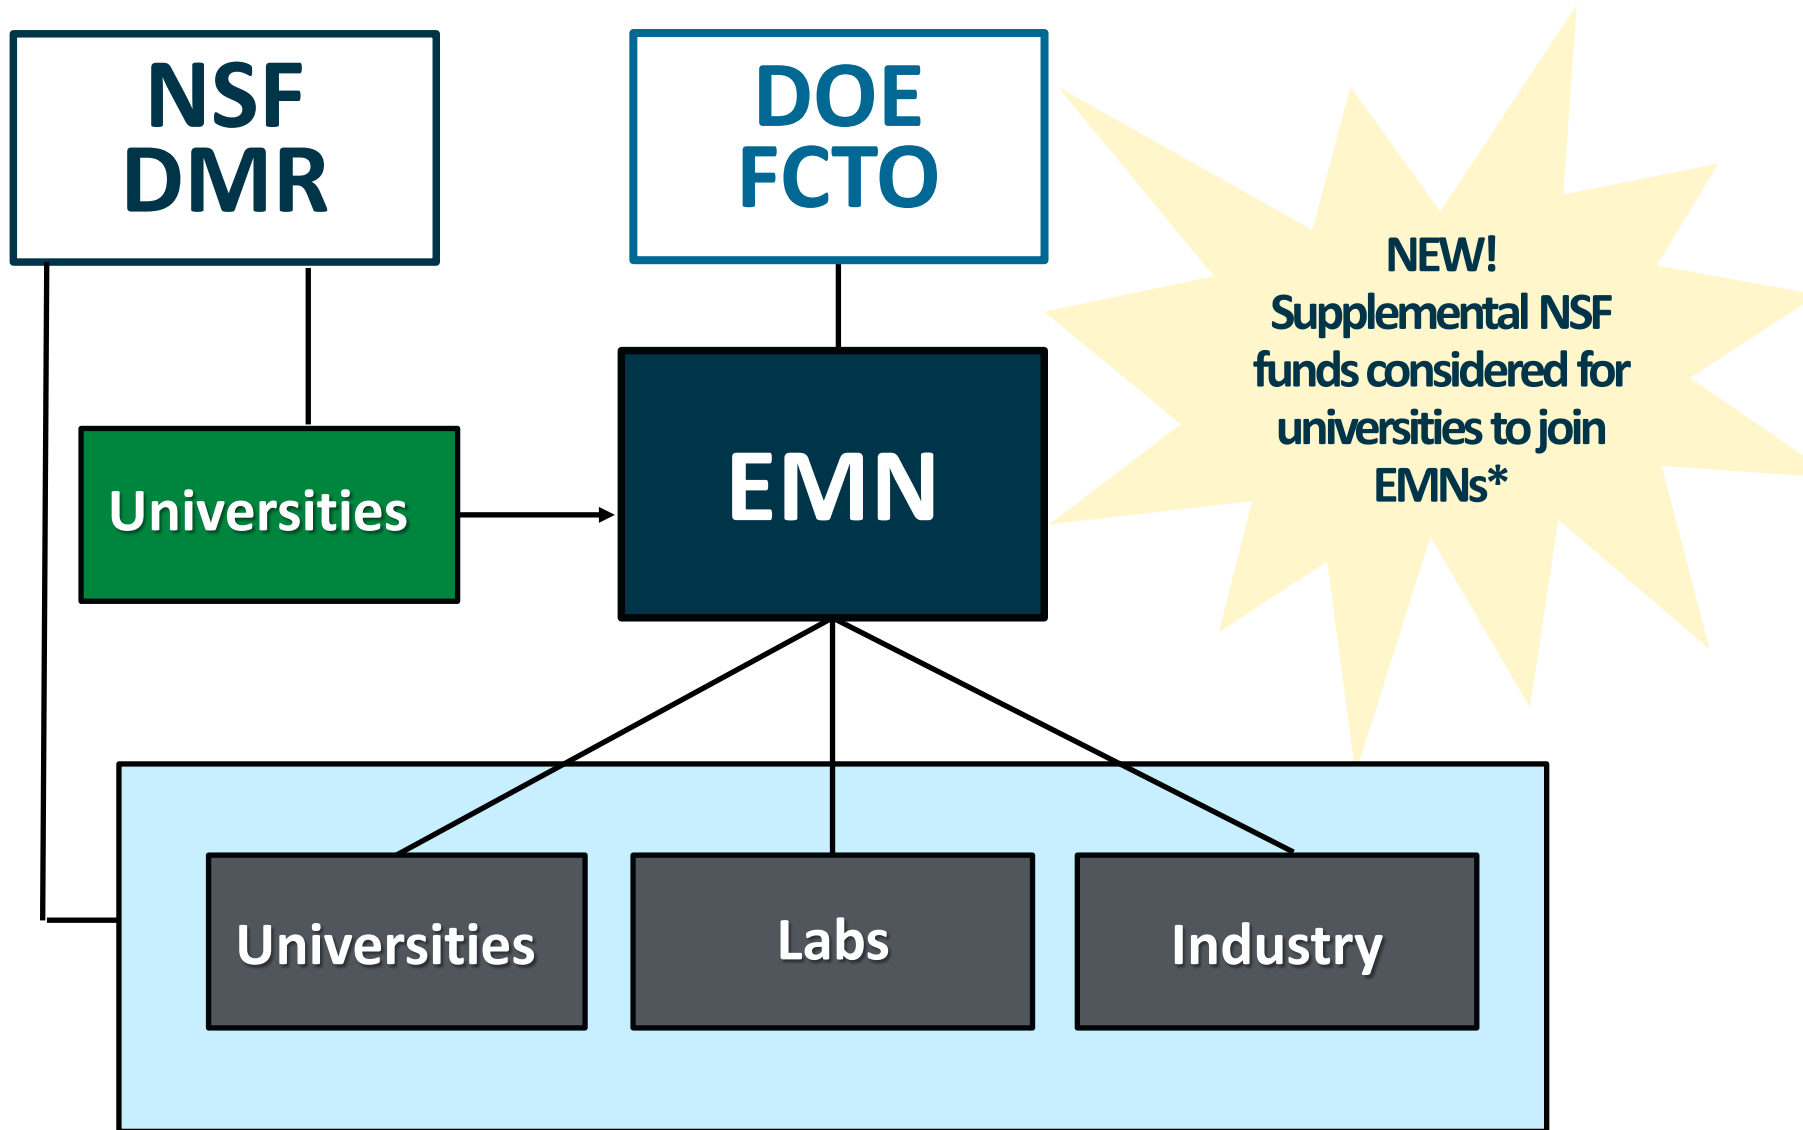 NSF
DMR
DOE
FCTO
NEW!
Supplemental NSF
funds considered for
universities to join
EMNs*
Universities
EMN
Universities
Labs
Industry